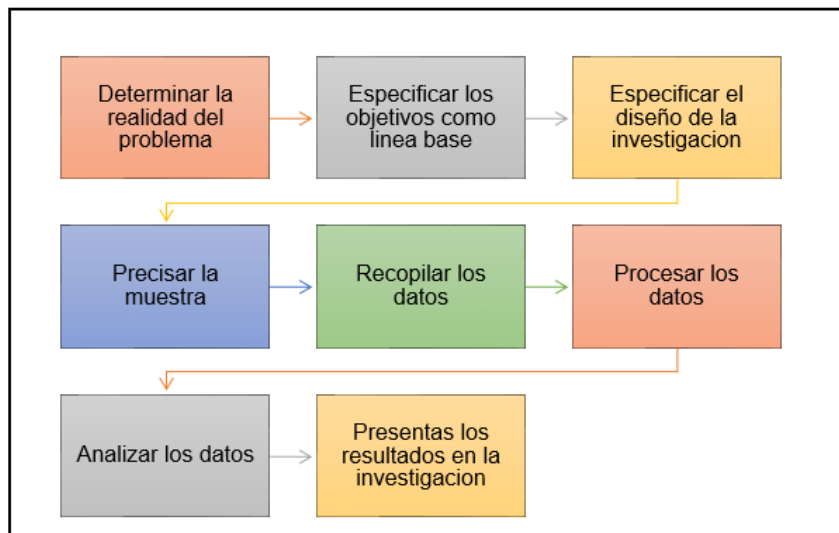 Determinar la
realidad del
problema
Especificar los
objetivos como
linea base
Especificar el
diseño de la
investigacion
Precisar la
muestra
Recopilar los
datos
Procesar los
datos
Analizar los datos
Presentas los
resultados en la
investigacion